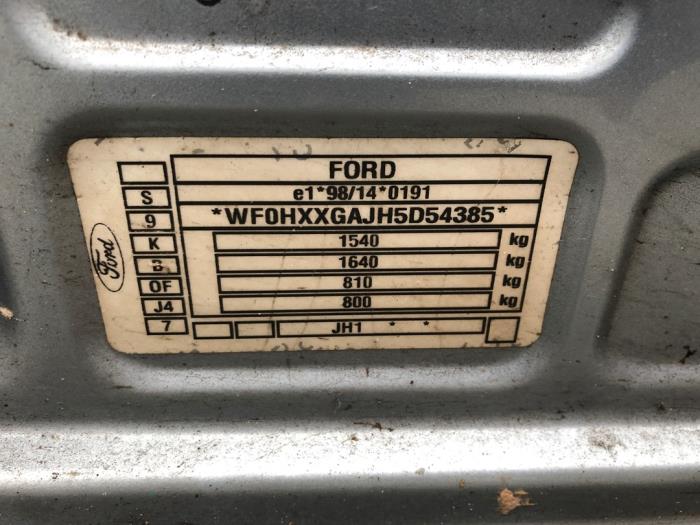 FORD
e1*98/14*0191
*WF0HXXGAJH5D54385*
S
9
K
1540 kg
B
1640 kg
OF
810 kg
J4
800 kg
7
JH1 * *
Ford